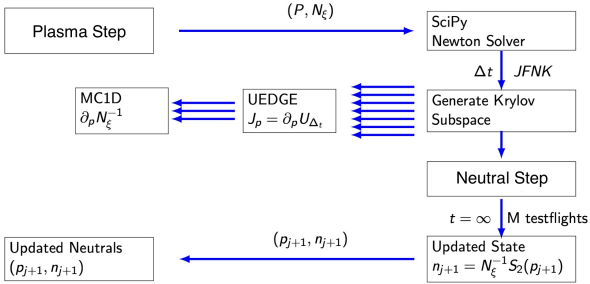 Plasma Step
(P, N_ξ)
SciPy
Newton Solver
Δt JFNK
MC1D
∂_p N_ξ^{-1}
UEDGE
J_p = ∂_p U_{Δ_t}
Generate Krylov
Subspace
Neutral Step
t = ∞ M testflights
Updated Neutrals
(p_{j+1}, n_{j+1})
(p_{j+1}, n_{j+1})
Updated State
n_{j+1} = N_ξ^{-1} S_2(p_{j+1})